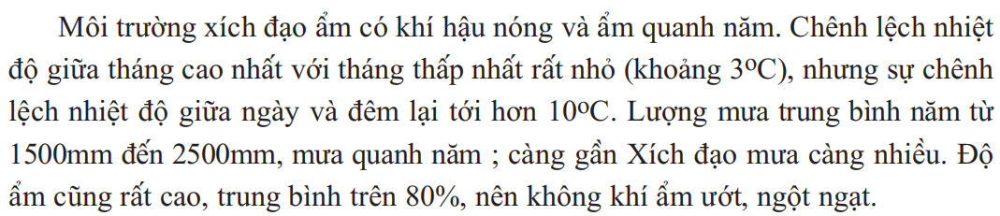 Môi trường xích đạo ẩm có khí hậu nóng và ẩm quanh năm. Chênh lệch nhiệt
độ giữa tháng cao nhất với tháng thấp nhất rất nhỏ (khoảng 3ºC), nhưng sự chênh
lệch nhiệt độ giữa ngày và đêm lại tới hơn 10ºC. Lượng mưa trung bình năm từ
1500mm đến 2500mm, mưa quanh năm ; càng gần Xích đạo mưa càng nhiều. Độ
ẩm cũng rất cao, trung bình trên 80%, nên không khí ẩm ướt, ngột ngạt.